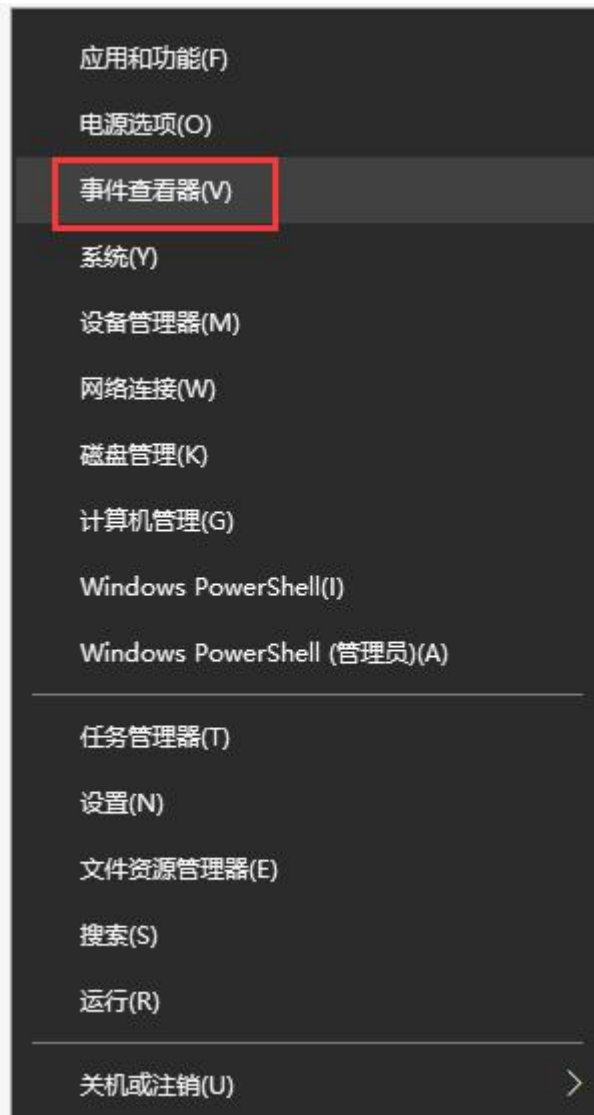 应用和功能(F)
电源选项(O)
事件查看器(V)
系统(Y)
设备管理器(M)
网络连接(W)
磁盘管理(K)
计算机管理(G)
Windows PowerShell(I)
Windows PowerShell (管理员)(A)
任务管理器(T)
设置(N)
文件资源管理器(E)
搜索(S)
运行(R)
关机或注销(U)